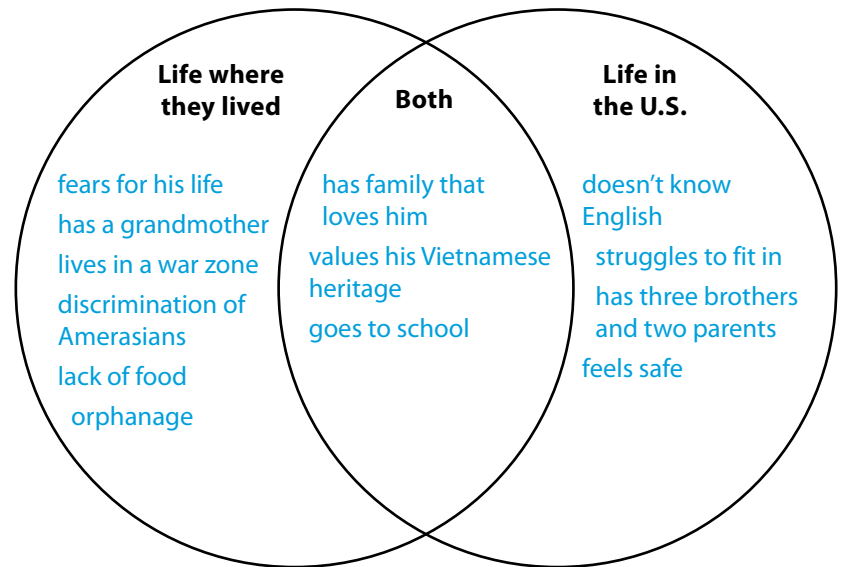 Life where
they lived
fears for his life
has a grandmother
lives in a war zone
discrimination of
Amerasians
lack of food
orphanage
Both
has family that
loves him
values his Vietnamese
heritage
goes to school
Life in
the U.S.
doesn’t know
English
struggles to fit in
has three brothers
and two parents
feels safe